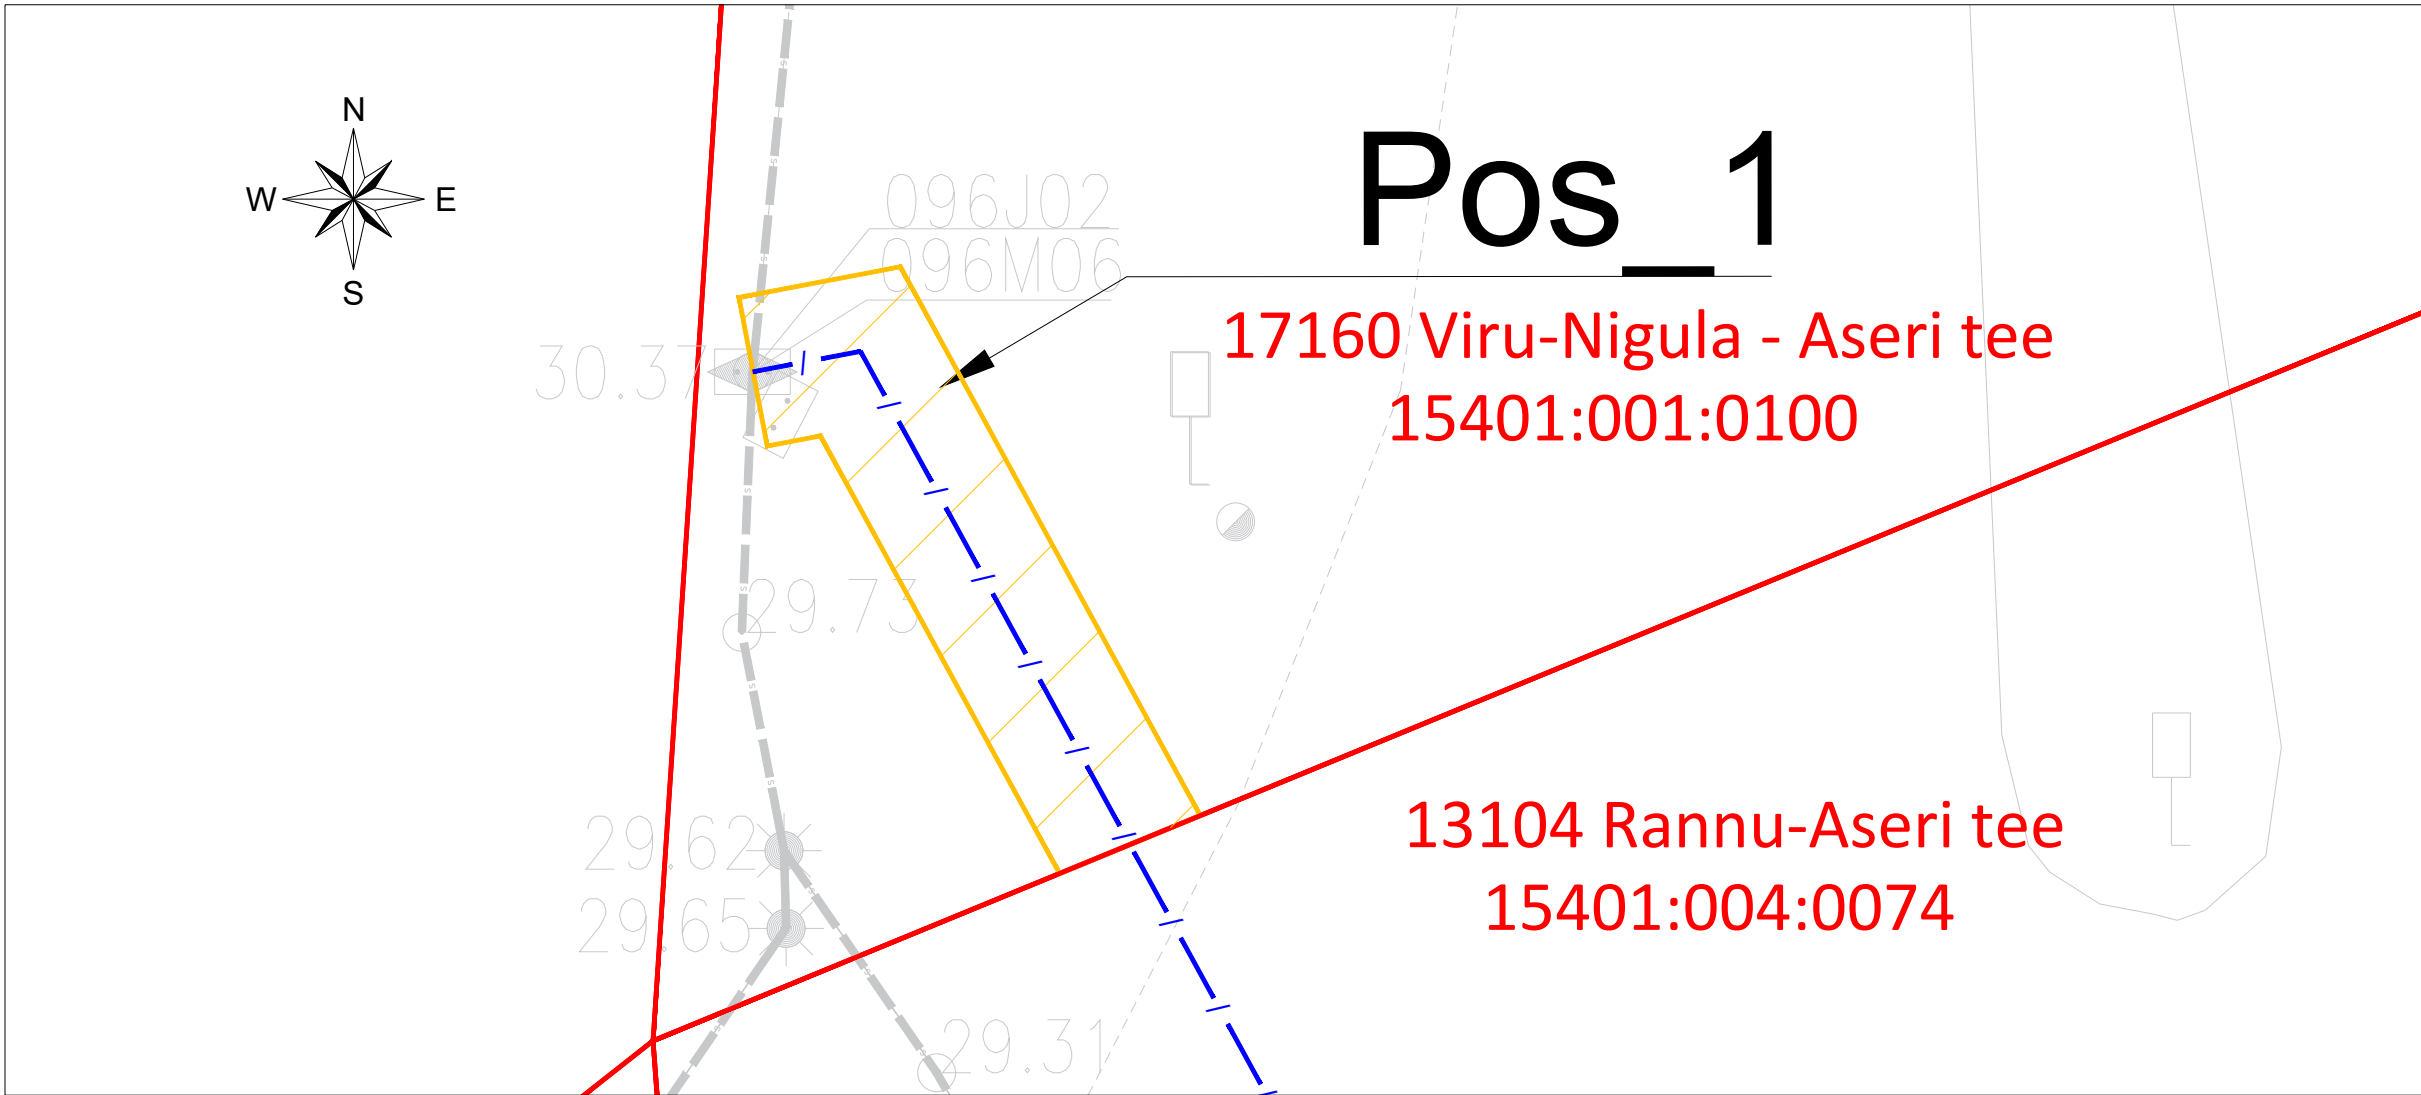 N
W E
S
Pos_1
096J02
096M06
17160 Viru-Nigula - Aseri tee
15401:001:0100
30.37
29.73
13104 Rannu-Aseri tee
15401:004:0074
29.62
29.65
29.31